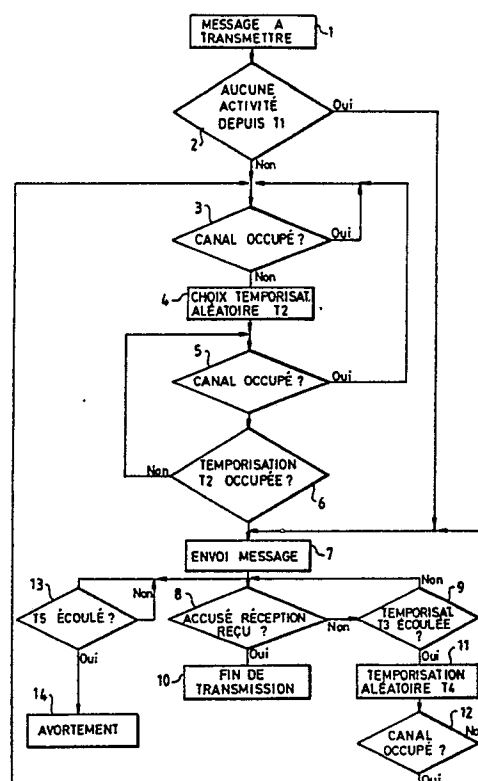 MESSAGE A
TRANSMETTRE
1
AUCUNE
ACTIVITÉ
DEPUIS T1
Oui
2
Non
3
CANAL OCCUPÉ ?
Oui
Non
4
CHOIX TEMPORISAT.
ALÉATOIRE T2
5
CANAL OCCUPÉ ?
Oui
Non
TEMPORISATION
T2 OCCUPÉE ?
6
ENVOI MESSAGE
7
13
T5 ÉCOULÉ ?
Non
Oui
14
AVORTEMENT
8
ACCUSÉ RÉCEPTION
REÇU ?
Non
Oui
10
FIN DE
TRANSMISSION
Non
9
TEMPORISAT.
T3 ÉCOULÉE
?
Oui
11
TEMPORISATION
ALÉATOIRE T4
12
CANAL
OCCUPÉ ?
Oui